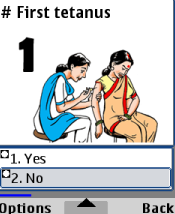 # First tetanus
1
1. Yes
2. No
Options
Back